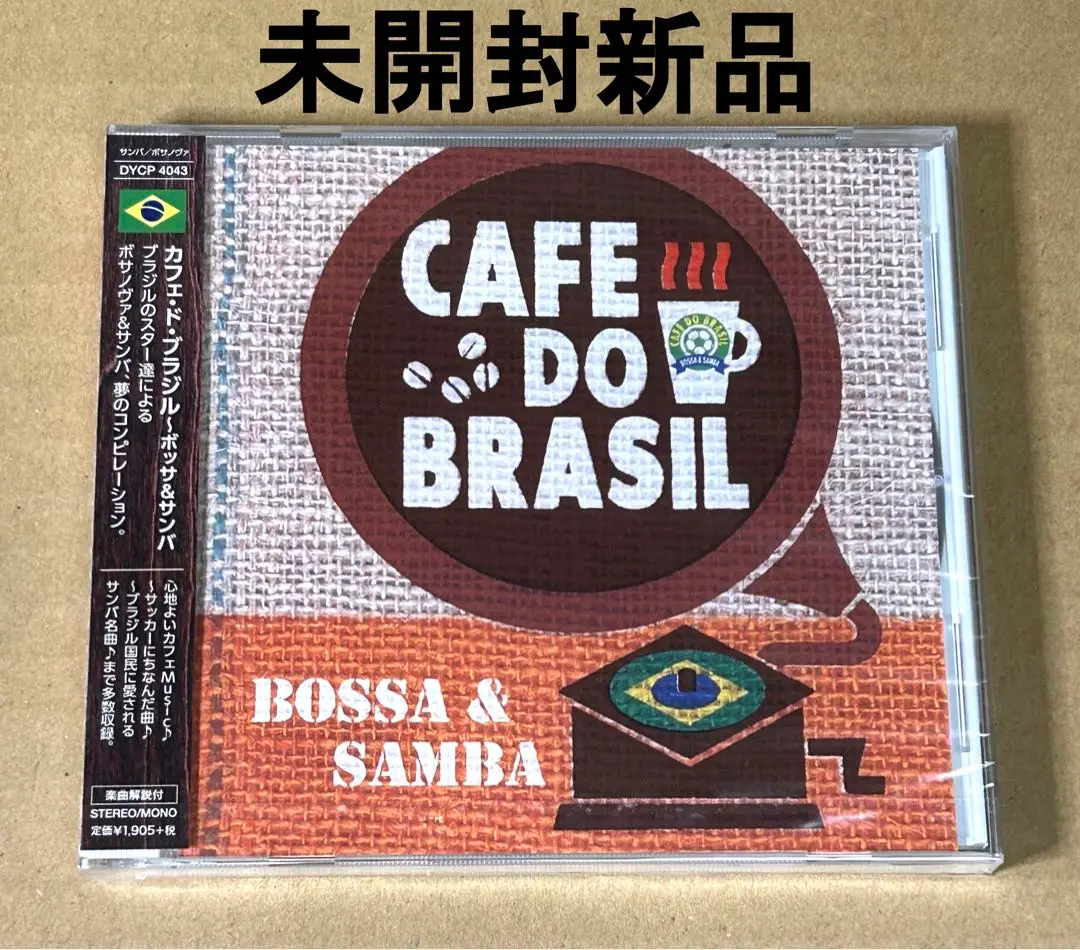 未開封新品
サンバ/ボサノヴァ
DYCP 4043
カフェ・ド・ブラジル〜ボッサ&サンバ
ブラジルのスター達による
ボサノヴァ&サンバ、夢のコンピレーション。
心地よいカフェMusic♪
〜サッカーにちなんだ曲♪
〜ブラジル国民に愛される
サンバ名曲♪まで多数収録。
楽曲解説付
STEREO/MONO
定価¥1,905+税
CAFE
DO
BRASIL
CAFE DO BRASIL
BOSSA & SAMBA
BOSSA &
SAMBA